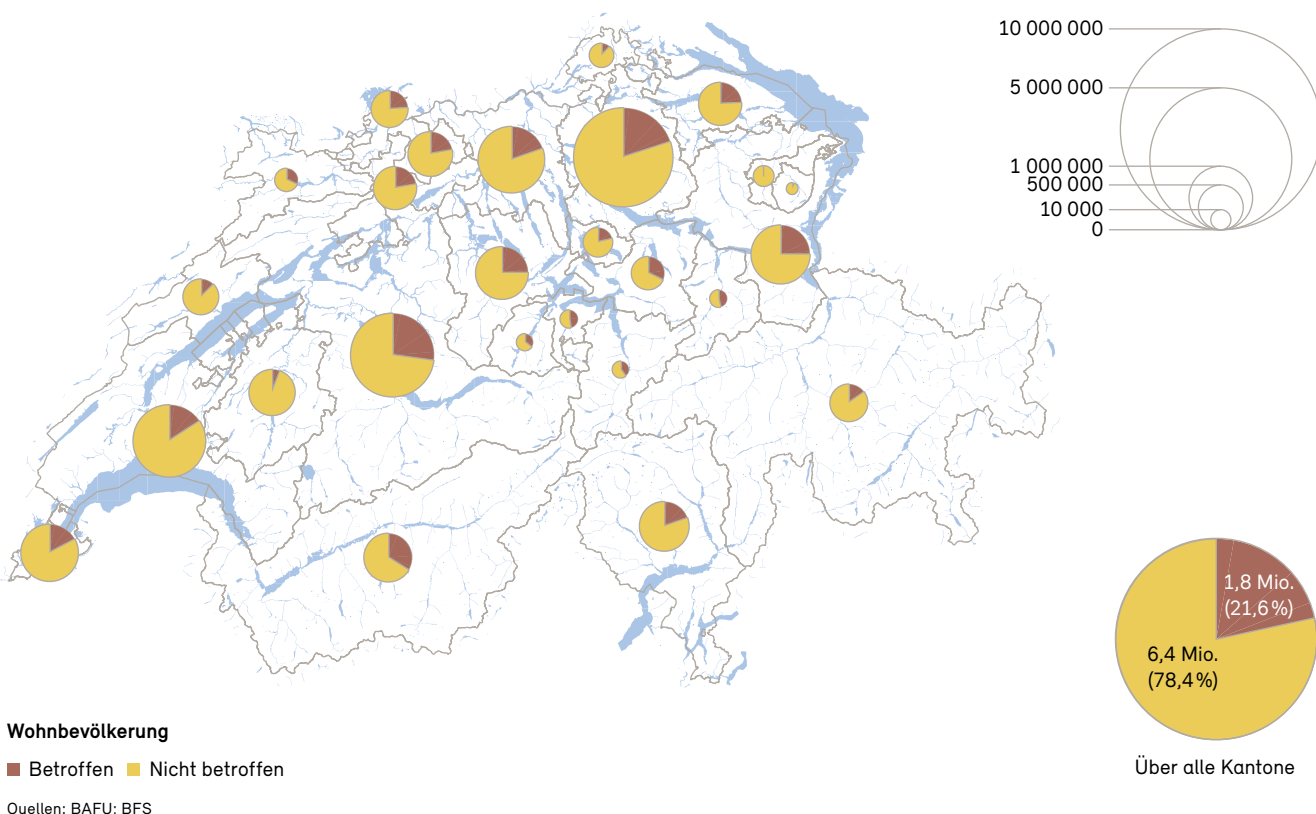 10 000 000
5 000 000
1 000 000
500 000
10 000
0
1,8 Mio.
(21,6 %)
6,4 Mio.
(78,4 %)
Über alle Kantone
Wohnbevölkerung
Betroffen Nicht betroffen
Quellen: BAFU; BFS